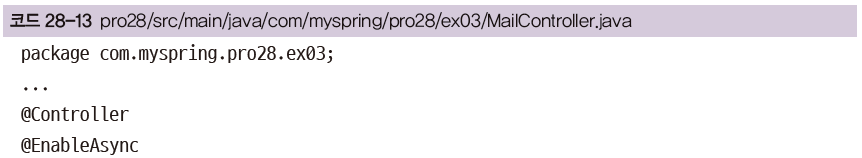 코드 28-13 pro28/src/main/java/com/myspring/pro28/ex03/MailController.java
package com.myspring.pro28.ex03;
...
@Controller
@EnableAsync